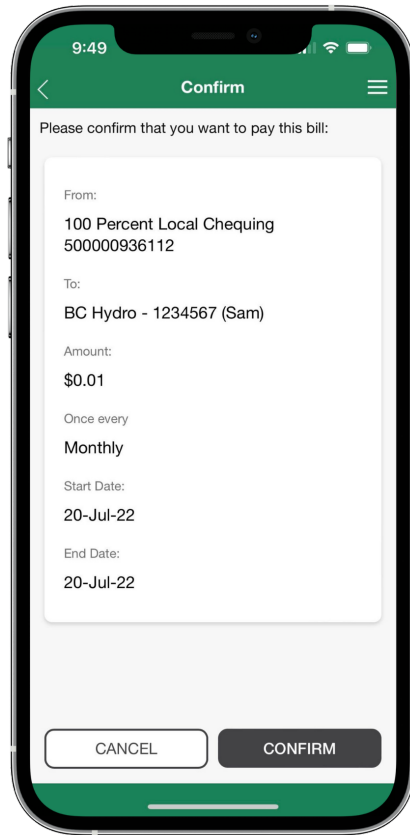 9:49
Confirm
Please confirm that you want to pay this bill:
From:
100 Percent Local Chequing
500000936112
To:
BC Hydro - 1234567 (Sam)
Amount:
$0.01
Once every
Monthly
Start Date:
20-Jul-22
End Date:
20-Jul-22
CANCEL
CONFIRM